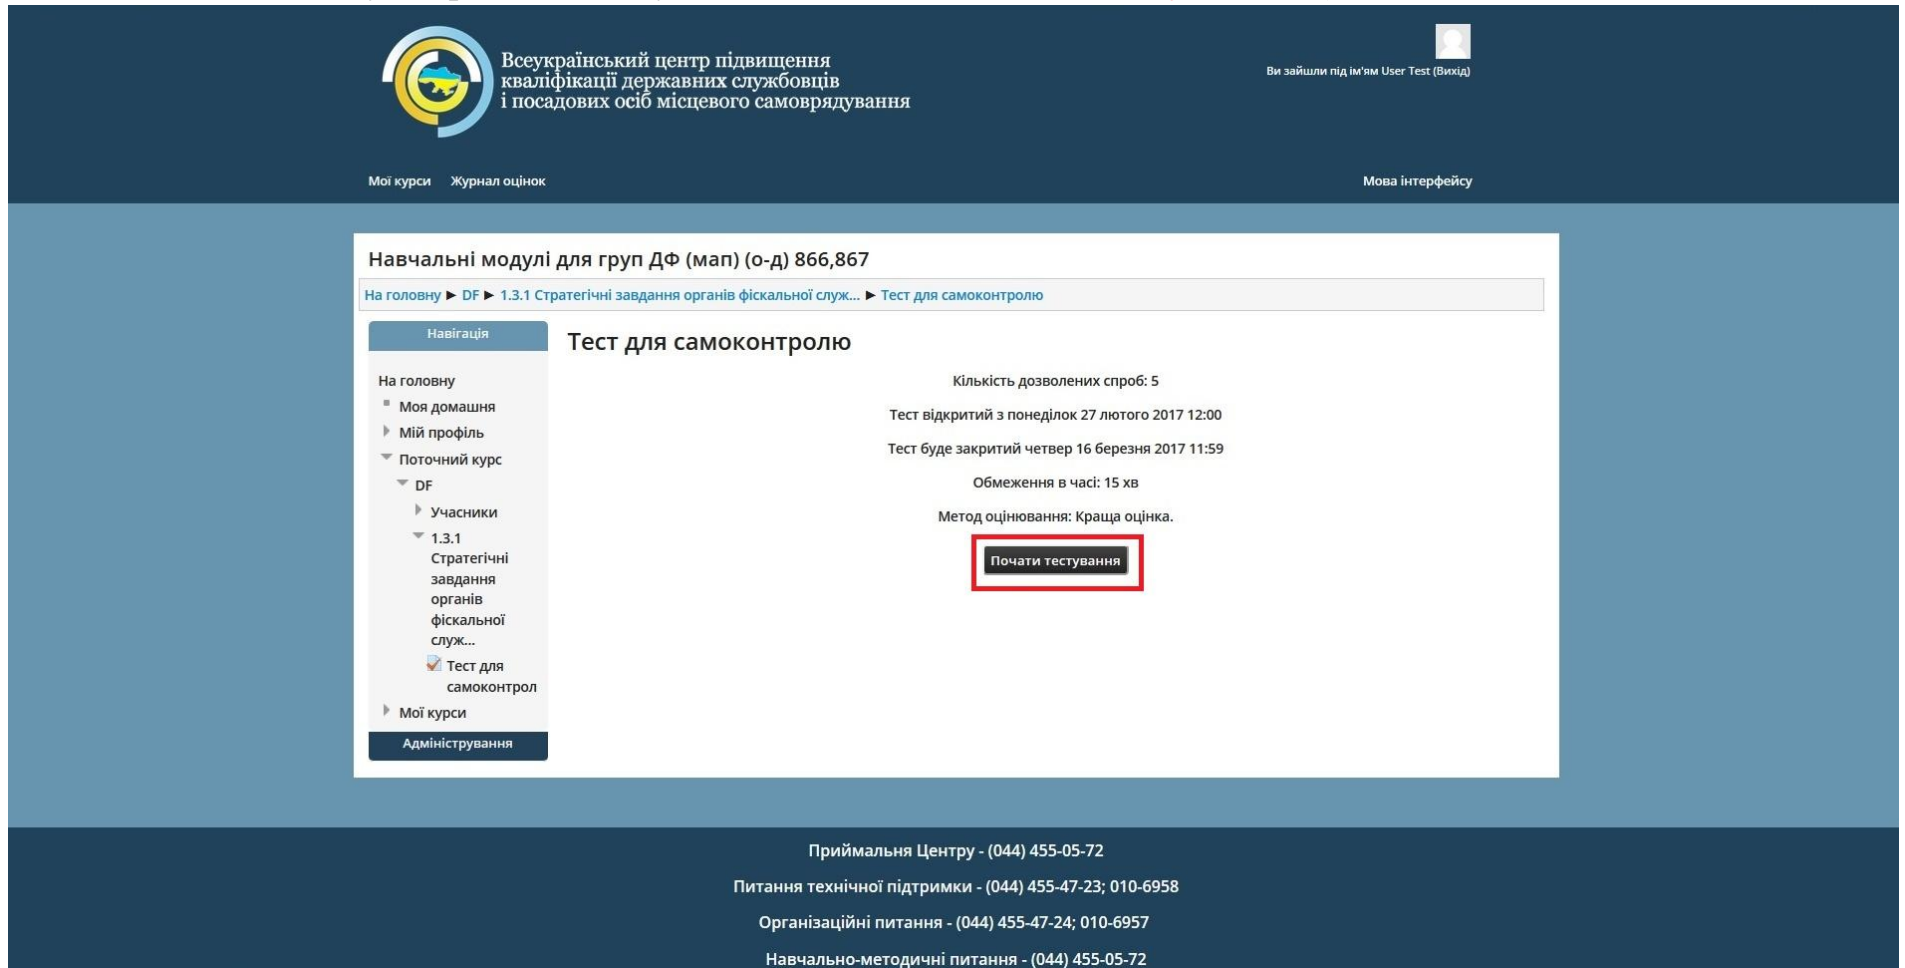 Всеукраїнський центр підвищення
кваліфікації державних службовців
і посадових осіб місцевого самоврядування
Ви зайшли під ім'ям User Test (Вихід)
Мої курси Журнал оцінок
Мова інтерфейсу
Навчальні модулі для груп ДФ (мап) (о-д) 866,867
На головну ► DF ► 1.3.1 Стратегічні завдання органів фіскальної служ... ► Тест для самоконтролю
Навігація
На головну
Моя домашня
Мій профіль
Поточний курс
DF
Учасники
1.3.1
Стратегічні
завдання
органів
фіскальної
служ...
Тест для
самоконтрол
Мої курси
Адміністрування
Тест для самоконтролю
Кількість дозволених спроб: 5
Тест відкритий з понеділок 27 лютого 2017 12:00
Тест буде закритий четвер 16 березня 2017 11:59
Обмеження в часі: 15 хв
Метод оцінювання: Краща оцінка.
Почати тестування
Приймальня Центру - (044) 455-05-72
Питання технічної підтримки - (044) 455-47-23; 010-6958
Організаційні питання - (044) 455-47-24; 010-6957
Навчально-методичні питання - (044) 455-05-72